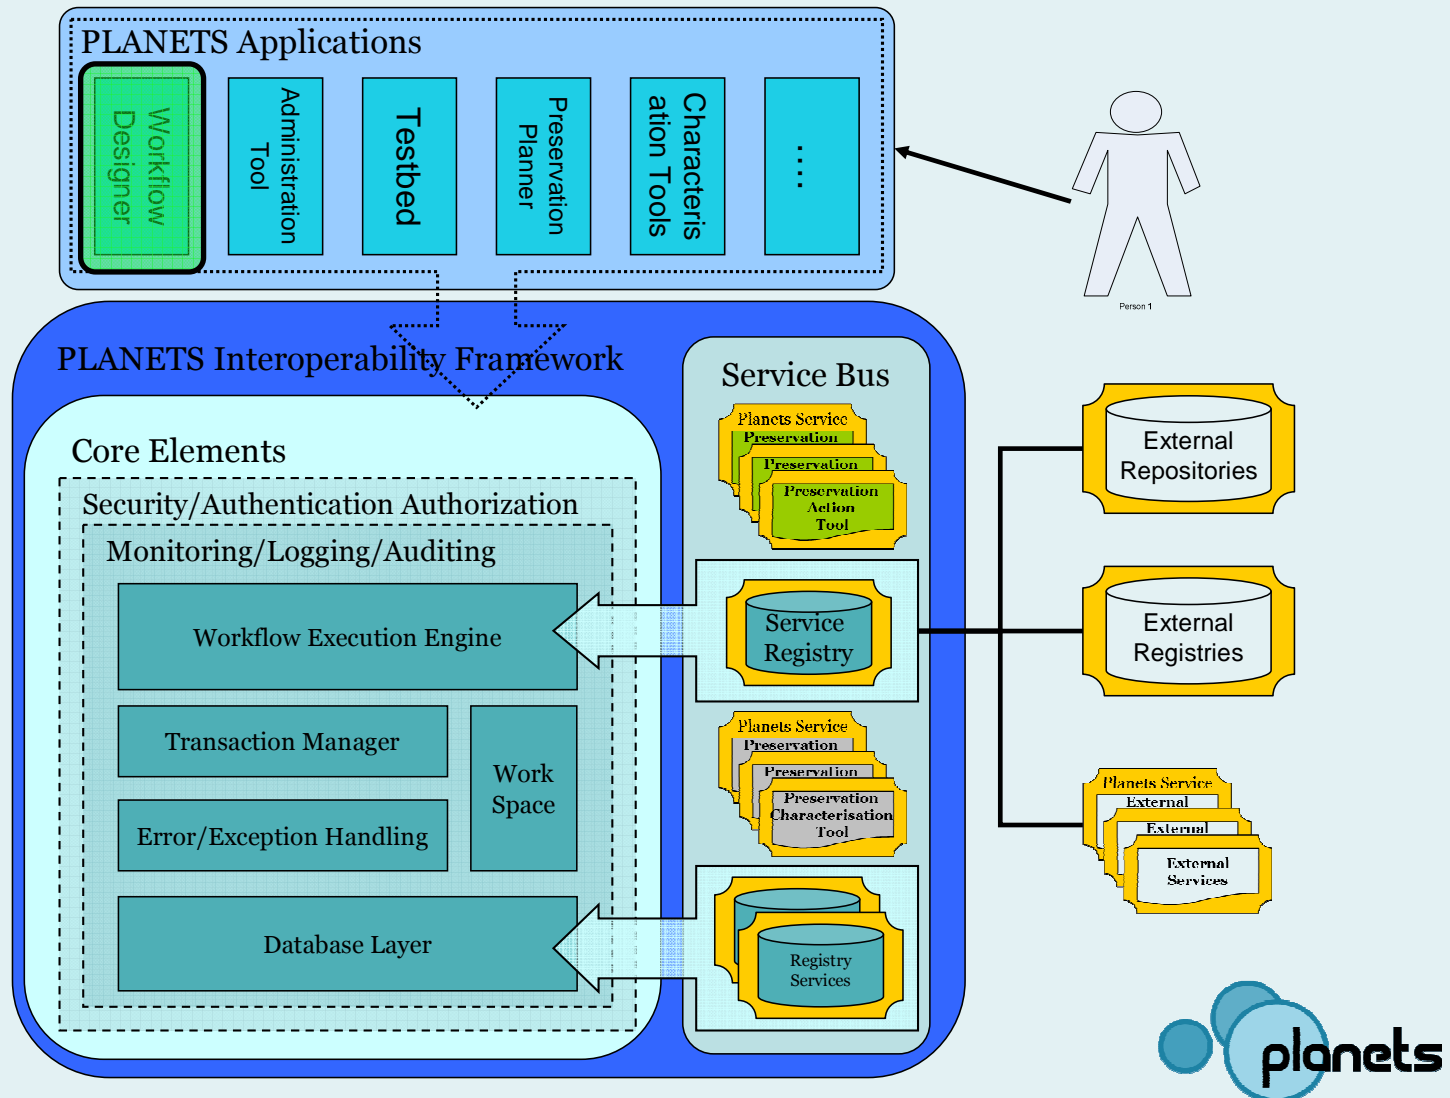 PLANETS Applications
Workflow
Designer
Administration
Tool
Testbed
Preservation
Planner
Characteris
ation Tools
....
Person 1
PLANETS Interoperability Framework
Core Elements
Security/Authentication Authorization
Monitoring/Logging/Auditing
Workflow Execution Engine
Transaction Manager
Work
Space
Error/Exception Handling
Database Layer
Service Bus
Planets Service
Preservation
Preservation
Preservation
Action
Tool
Service
Registry
Planets Service
Preservation
Preservation
Preservation
Characterisation
Tool
Registry
Services
External
Repositories
External
Registries
Planets Service
External
External
External
Services
planets